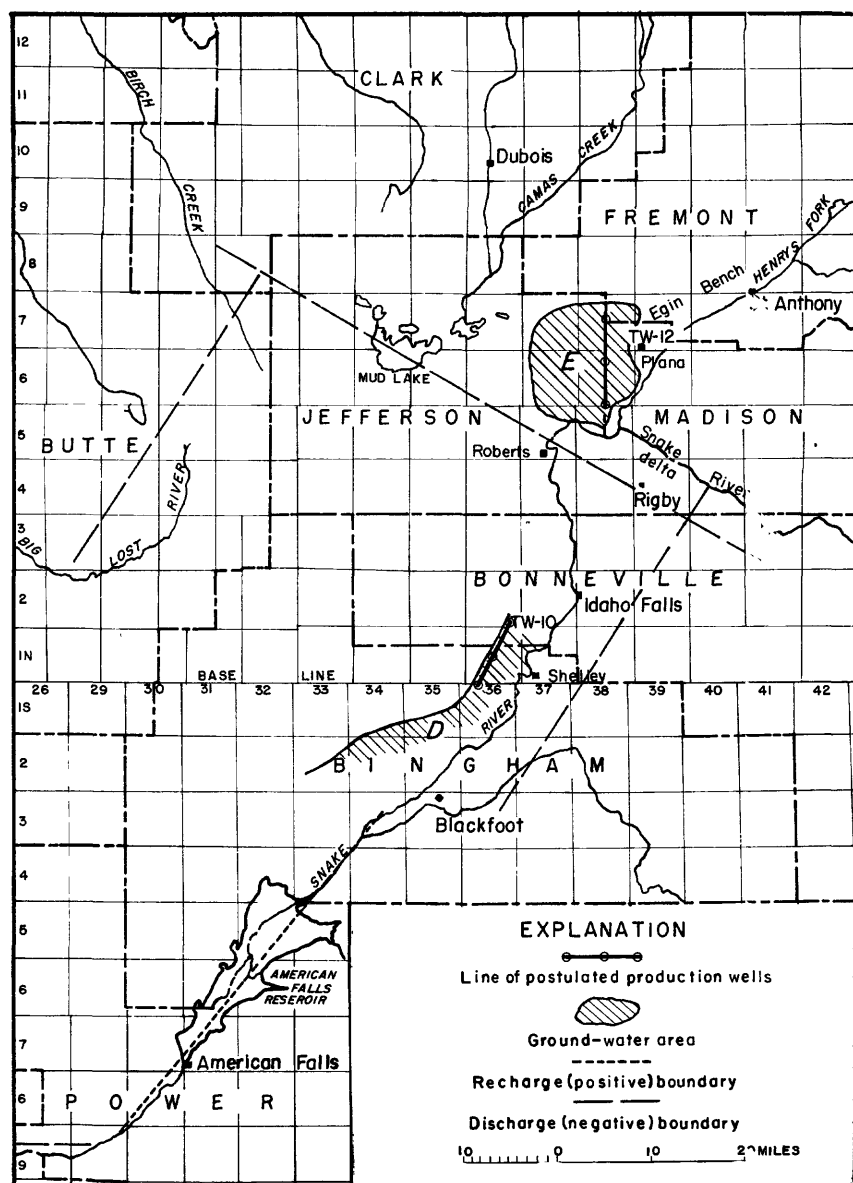 12
11
10
9
8
7
6
5
4
3
2
1N
1S
2
3
4
5
6
7
6
9
CLARK
BIRCH
CREEK
Dubois
CAMAS CREEK
FREMONT
HENRYS FORK
Bench
Egin
Anthony
TW-12
Plana
E
MUD LAKE
JEFFERSON
MADISON
BUTTE
Roberts
Snake
delta
River
Rigby
BIG
LOST
RIVER
BONNEVILLE
Idaho Falls
TW-10
BASE LINE
Shelley
26 29 30 31 32 33 34 35 36 37 38 39 40 41 42
RIVER
D
BINGHAM
Blackfoot
SNAKE
AMERICAN
FALLS
RESEROIR
American Falls
POWER
EXPLANATION
Line of postulated production wells
Ground-water area
Recharge (positive) boundary
Discharge (negative) boundary
10 0 10 20 MILES